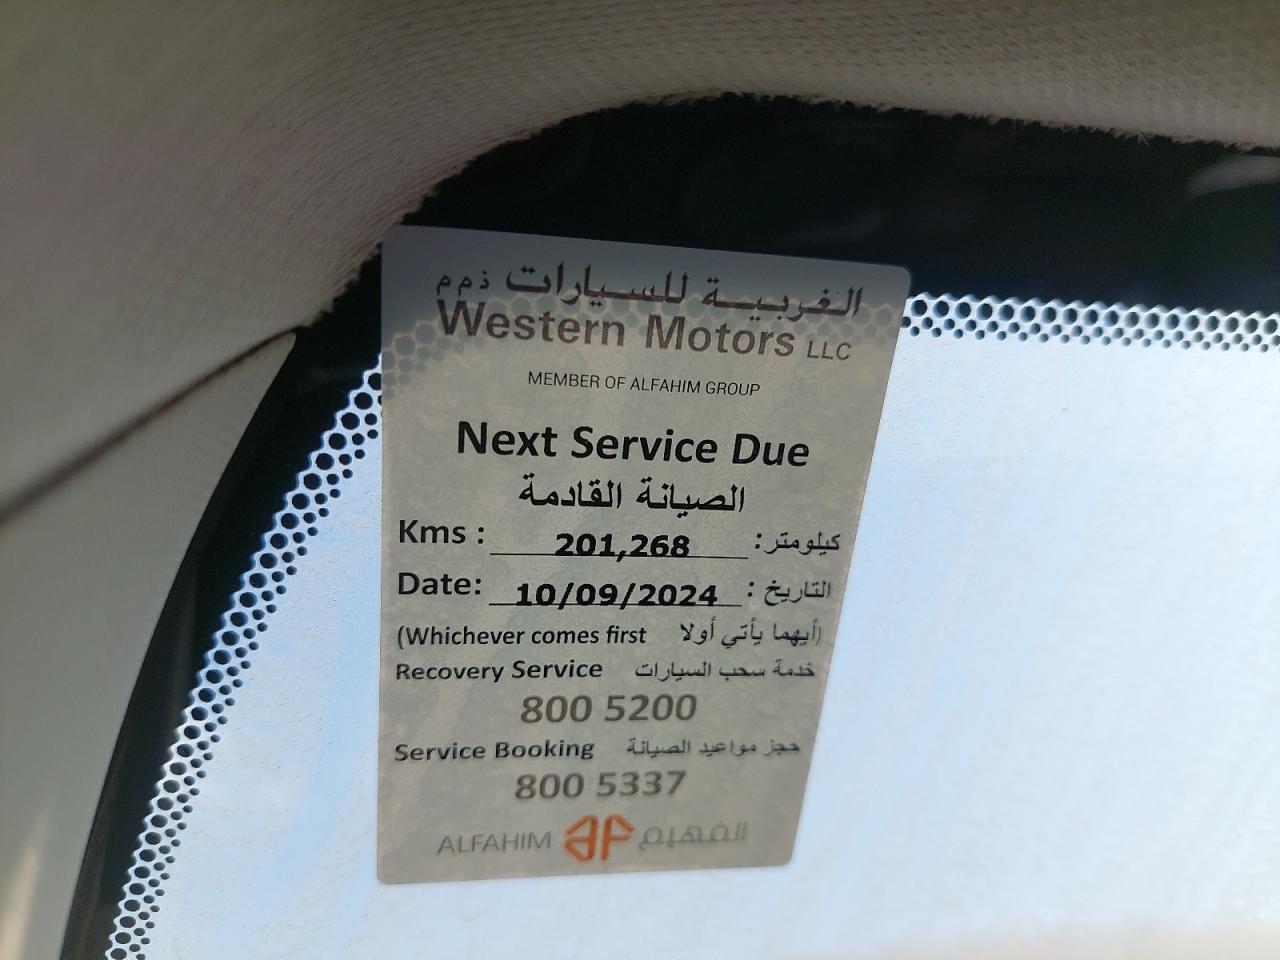 الغربية للسيارات ذ م م
Western Motors LLC
MEMBER OF ALFAHIM GROUP
Next Service Due
الصيانة القادمة
Kms : 201,268 كيلومتر:
Date: 10/09/2024 التاريخ :
(Whichever comes first أيهما يأتي أولا)
Recovery Service خدمة سحب السيارات
800 5200
Service Booking حجز مواعيد الصيانة
800 5337
ALFAHIM AF الفهيم